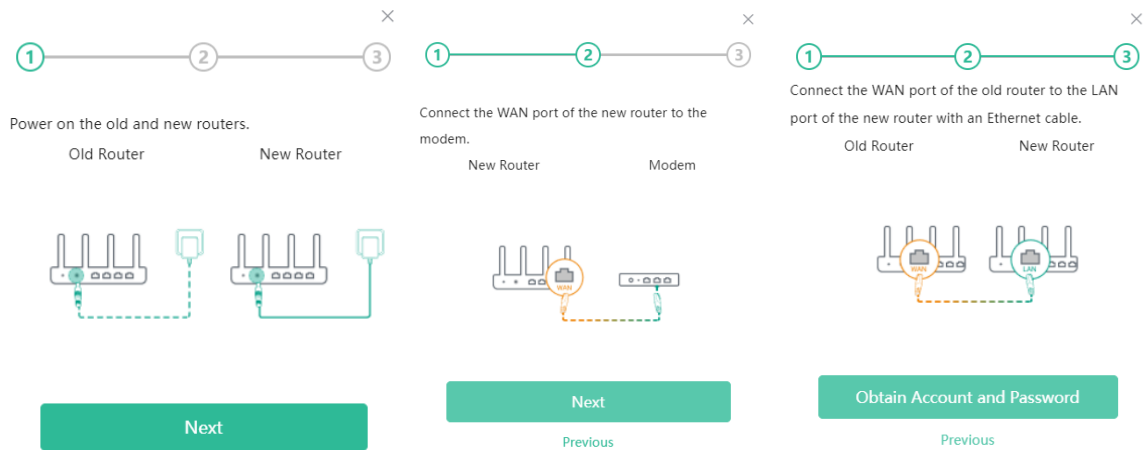 1
2
3
Power on the old and new routers.
Old Router
New Router
Next
1
2
3
Connect the WAN port of the new router to the
modem.
New Router
Modem
WAN
Next
Previous
1
2
3
Connect the WAN port of the old router to the LAN
port of the new router with an Ethernet cable.
Old Router
New Router
WAN
LAN
Obtain Account and Password
Previous